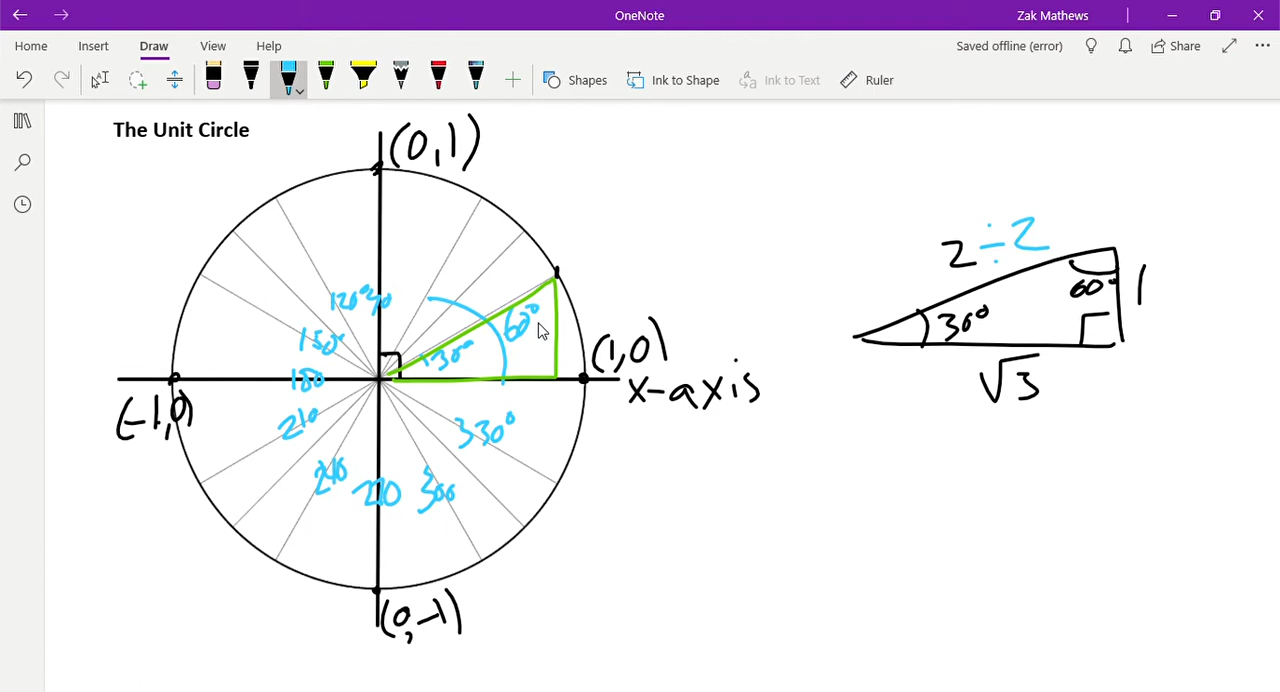 OneNote
Zak Mathews
Home Insert Draw View Help
Saved offline (error)
Share
Shapes
Ink to Shape
Ink to Text
Ruler
The Unit Circle
(0,1)
2 ÷2
120° 90
60°
60°
1
150°
30°
30°
(1,0)
180
x-axis
√3
(-1,0)
210
330°
240
270
300
(0,-1)